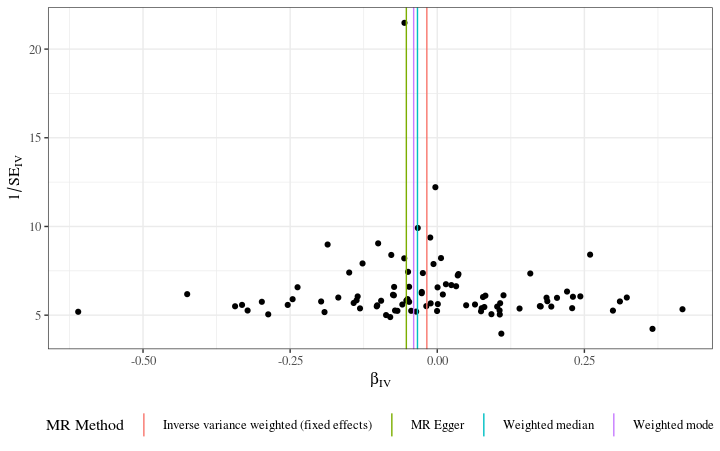 20
15
10
5
1/SE_IV
-0.50
-0.25
0.00
0.25
β_IV
MR Method
Inverse variance weighted (fixed effects)
MR Egger
Weighted median
Weighted mode